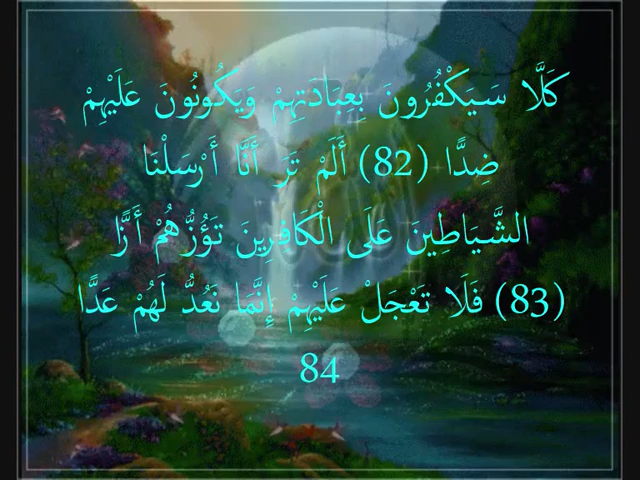 كَلَّا سَيَكْفُرُونَ بِعِبَادَتِهِمْ وَيَكُونُونَ عَلَيْهِمْ
ضِدًّا (82) أَلَمْ تَرَ أَنَّا أَرْسَلْنَا
الشَّيَاطِينَ عَلَى الْكَافِرِينَ تَؤُزُّهُمْ أَزًّا
(83) فَلَا تَعْجَلْ عَلَيْهِمْ إِنَّمَا نَعُدُّ لَهُمْ عَدًّا
84